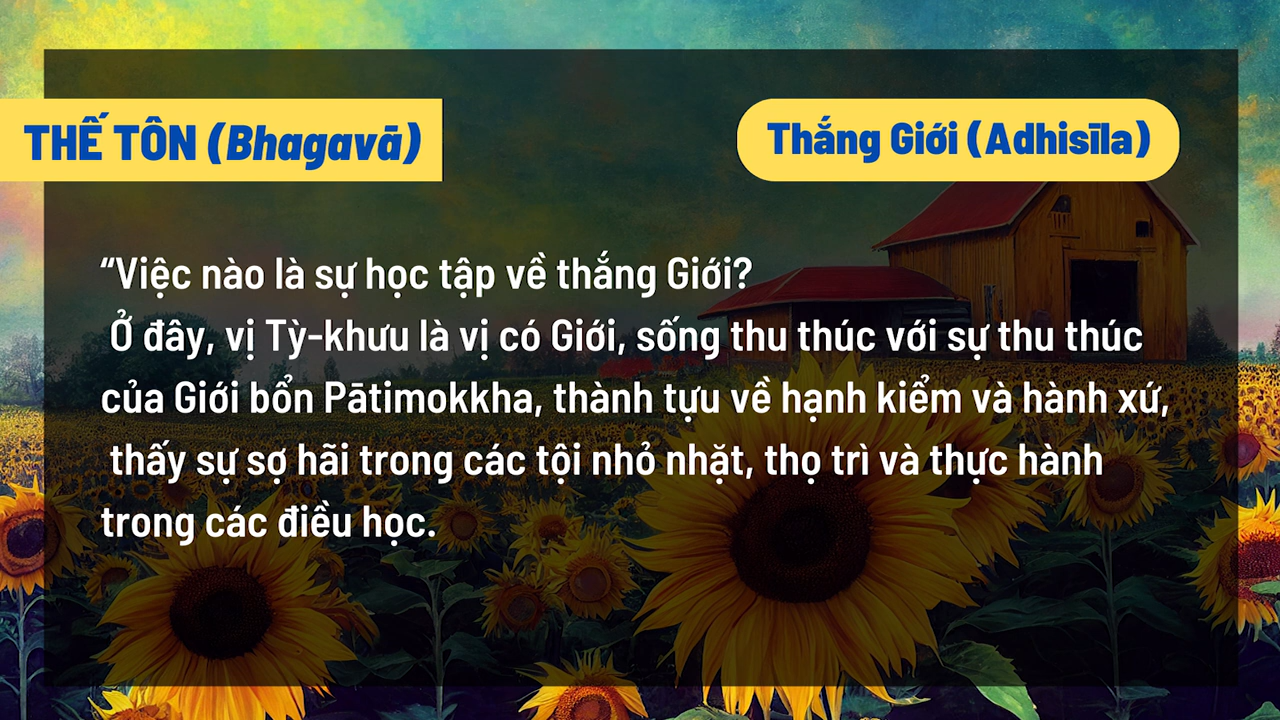 THẾ TÔN (Bhagavā)
Thắng Giới (Adhisīla)
“Việc nào là sự học tập về thắng Giới?
Ở đây, vị Tỳ-khưu là vị có Giới, sống thu thúc với sự thu thúc
của Giới bổn Pātimokkha, thành tựu về hạnh kiểm và hành xứ,
thấy sự sợ hãi trong các tội nhỏ nhặt, thọ trì và thực hành
trong các điều học.